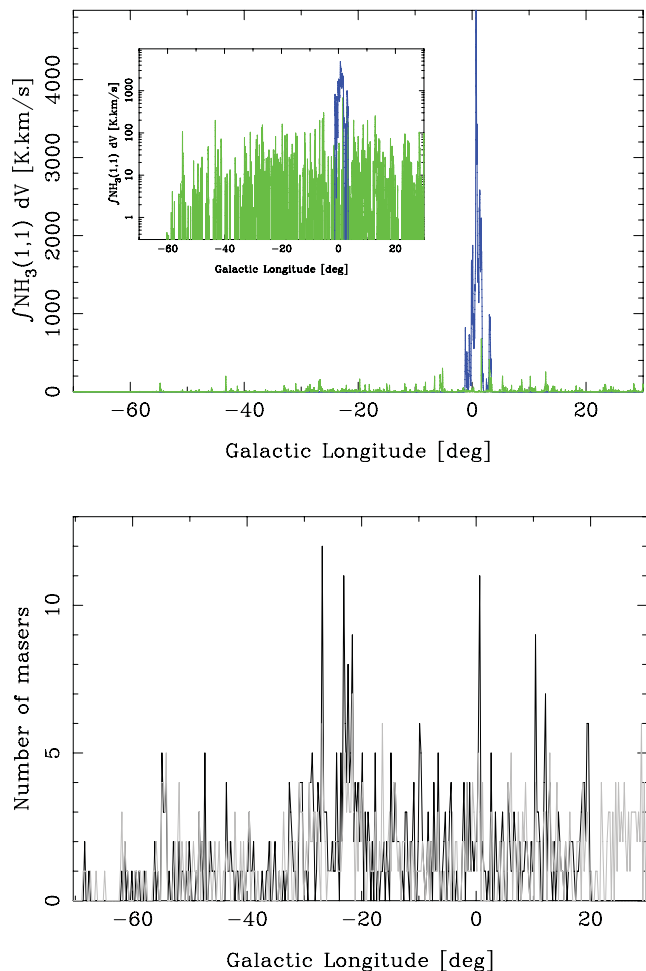 ∫NH₃(1,1) dV [K.km/s]
4000
3000
2000
1000
0
∫NH₃(1,1) dV [K.km/s]
1000
100
10
1
−60 −40 −20 0 20
Galactic Longitude [deg]
−60 −40 −20 0 20
Galactic Longitude [deg]
Number of masers
10
5
0
−60 −40 −20 0 20
Galactic Longitude [deg]